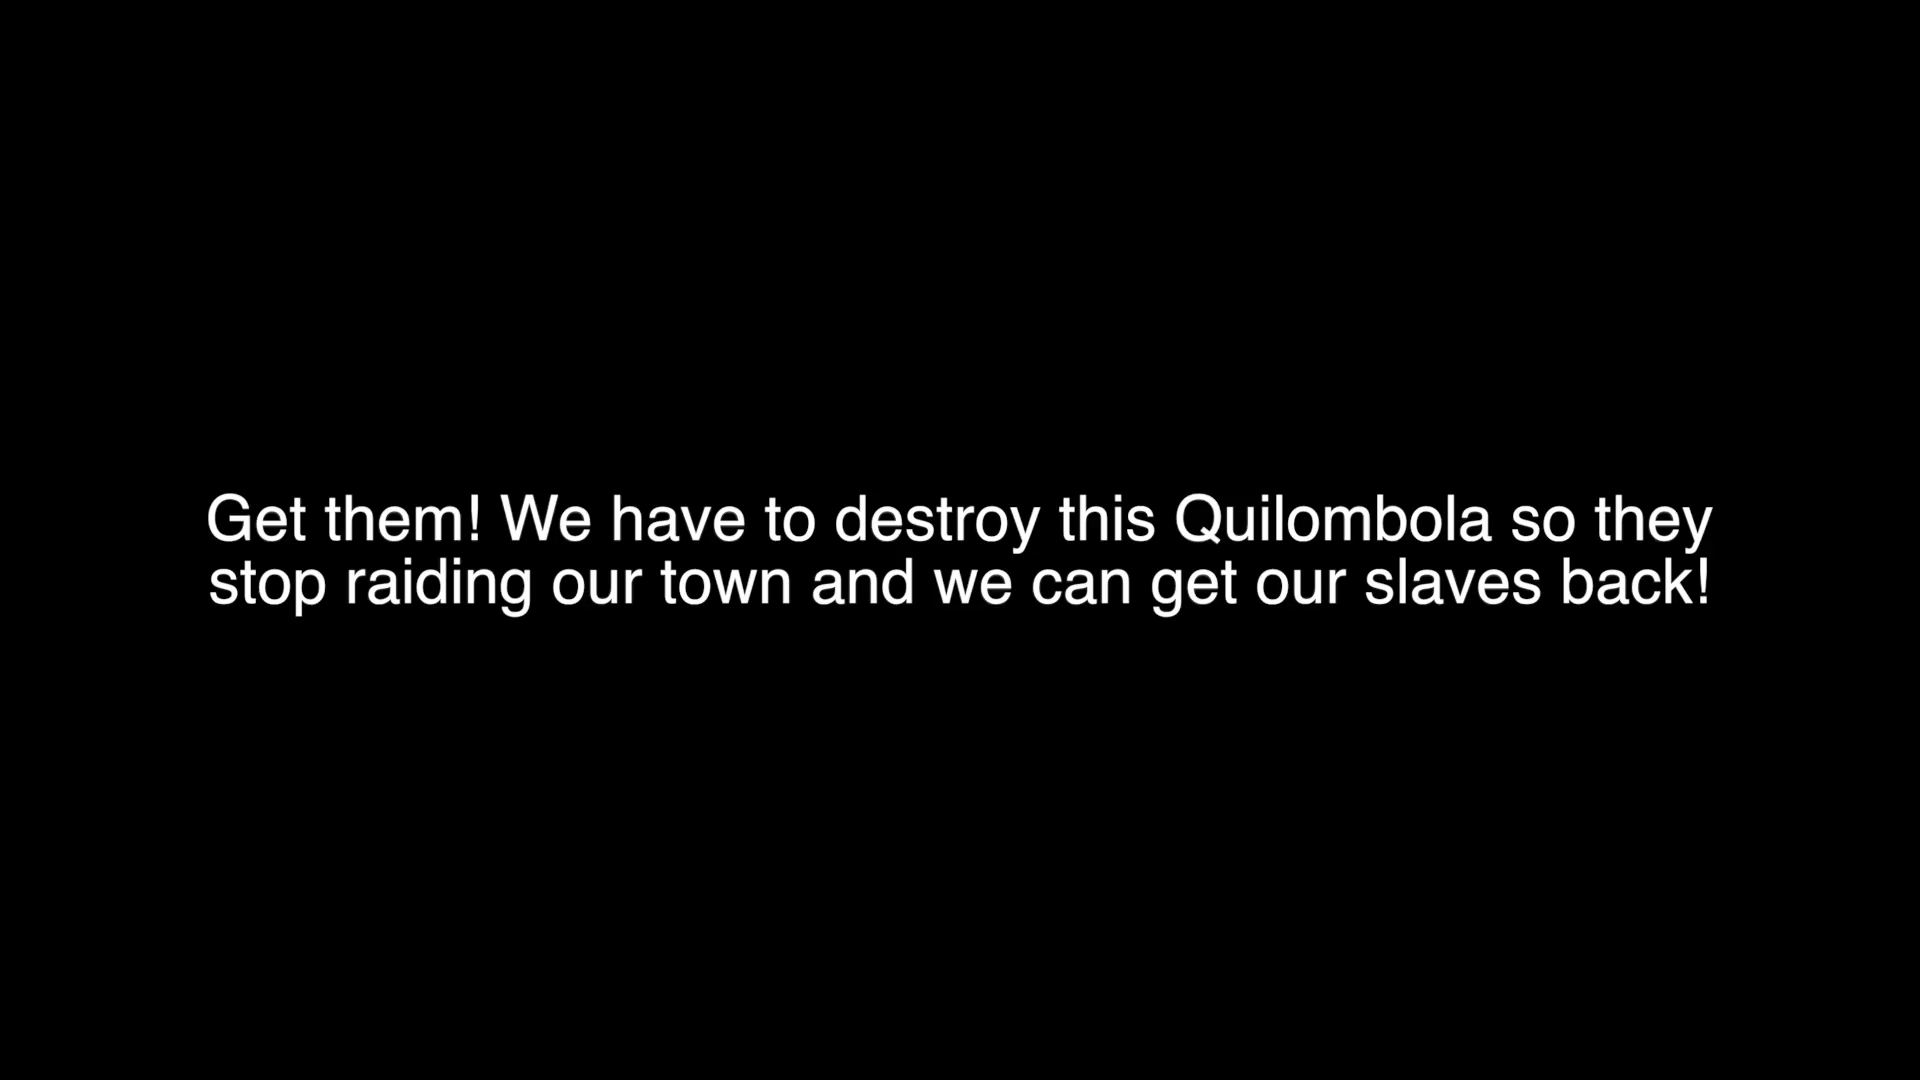 Get them! We have to destroy this Quilombola so they
stop raiding our town and we can get our slaves back!